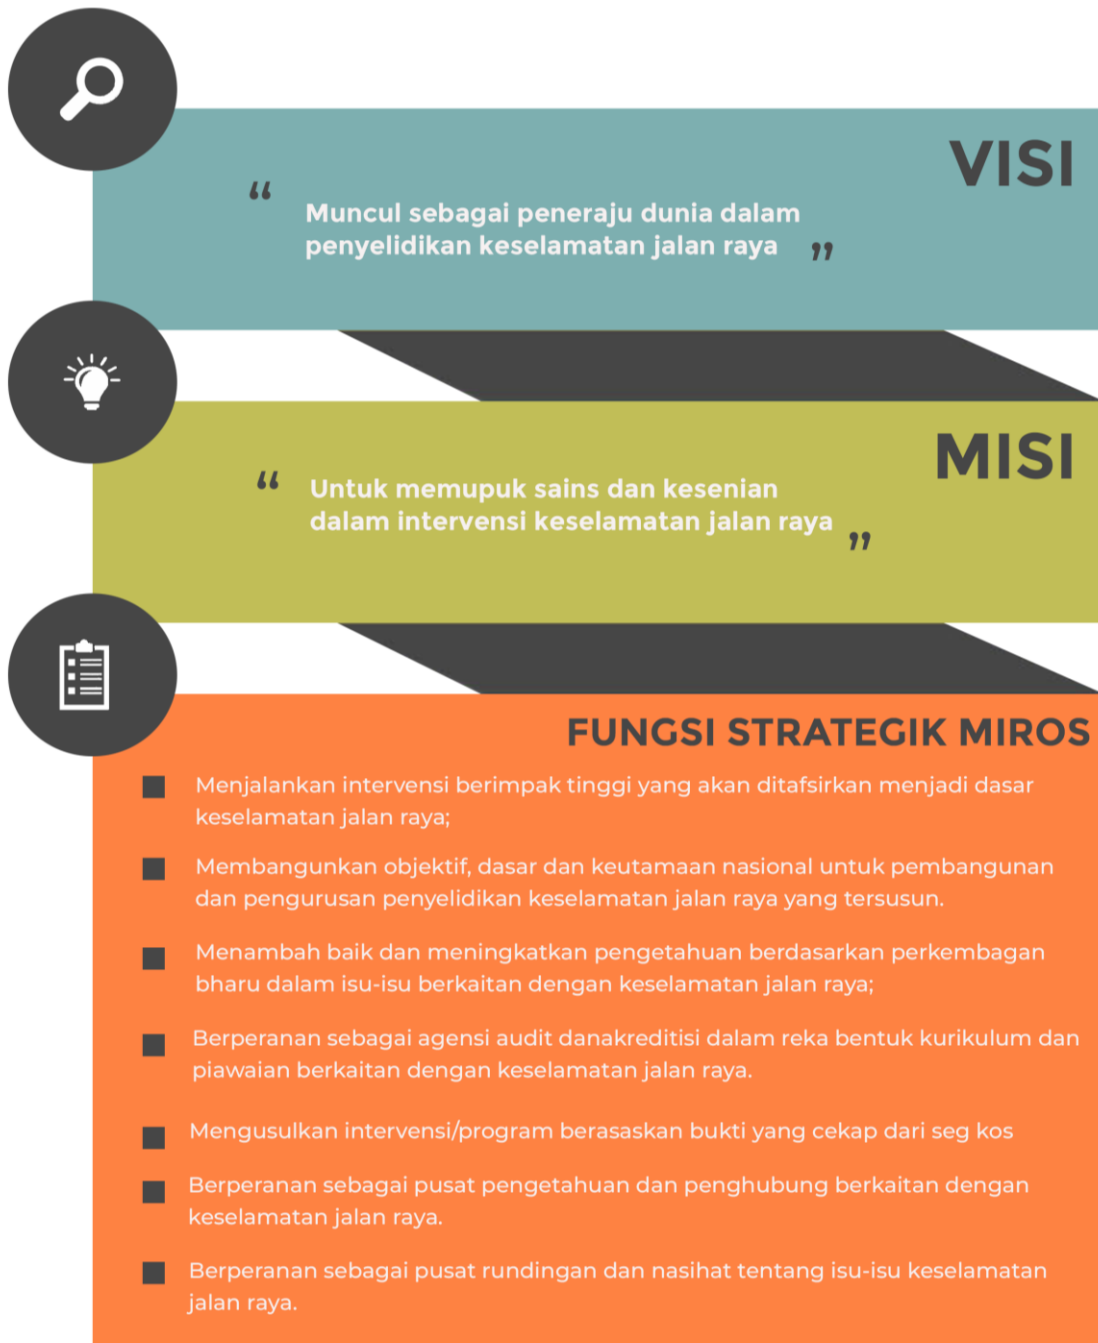 VISI
“ Muncul sebagai peneraju dunia dalam
penyelidikan keselamatan jalan raya ”
MISI
“ Untuk memupuk sains dan kesenian
dalam intervensi keselamatan jalan raya ”
FUNGSI STRATEGIK MIROS
Menjalankan intervensi berimpak tinggi yang akan ditafsirkan menjadi dasar
keselamatan jalan raya;
Membangunkan objektif, dasar dan keutamaan nasional untuk pembangunan
dan pengurusan penyelidikan keselamatan jalan raya yang tersusun.
Menambah baik dan meningkatkan pengetahuan berdasarkan perkembagan
bharu dalam isu-isu berkaitan dengan keselamatan jalan raya;
Berperanan sebagai agensi audit danakreditisi dalam reka bentuk kurikulum dan
piawaian berkaitan dengan keselamatan jalan raya.
Mengusulkan intervensi/program berasaskan bukti yang cekap dari seg kos
Berperanan sebagai pusat pengetahuan dan penghubung berkaitan dengan
keselamatan jalan raya.
Berperanan sebagai pusat rundingan dan nasihat tentang isu-isu keselamatan
jalan raya.